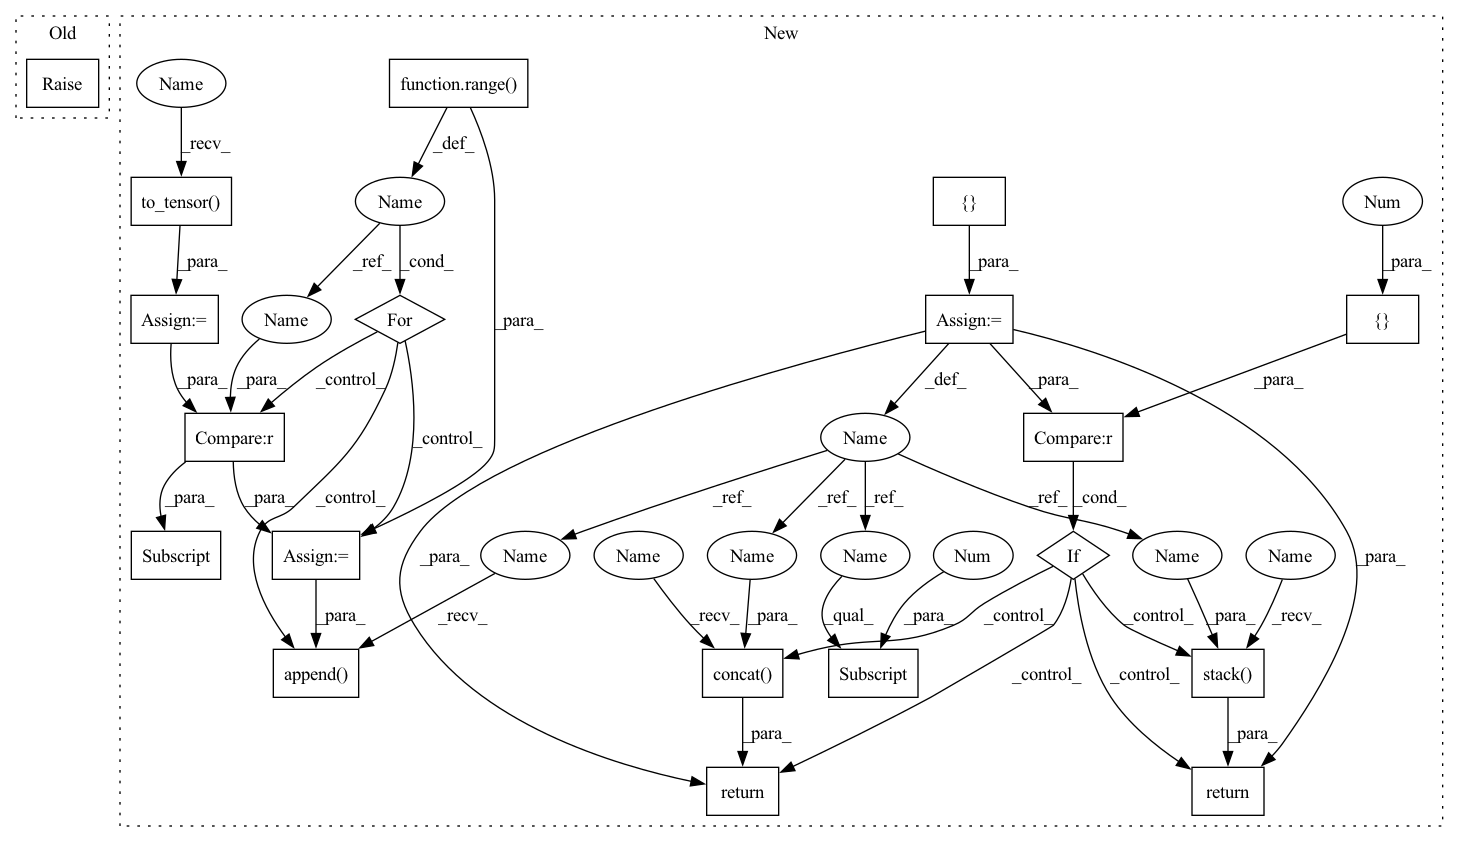 Old
New
Raise
Name
function.range()
_recv_
_def_
to_tensor()
Name
{}
Num
_para_
_ref_
_cond_
_para_
_para_
Assign:=
Name
For
_para_
Assign:=
{}
_para_
_para_
_control_
_def_
_para_
_para_
Compare:r
_control_
Name
Compare:r
_para_
_para_
_control_
_ref_
_ref_
_ref_
_ref_
_cond_
Subscript
Assign:=
_para_
Name
Name
Name
Name
Num
If
Name
Name
_para_
_para_
_recv_
_recv_
_para_
_qual_
_para_
_control_
_control_
_para_
_recv_
append()
concat()
Subscript
_control_
_control_
stack()
_para_
_para_
return
return